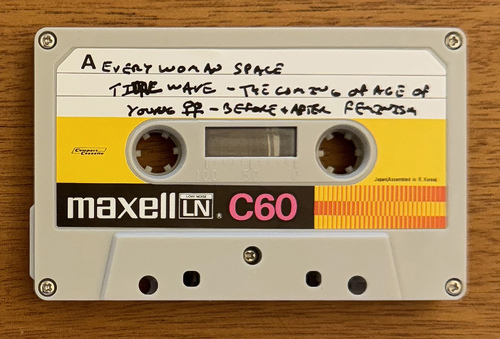 A EVERYWOMAN SPACE
TIDE WAVE - THE COMING OF AGE OF
YOUNG - BEFORE + AFTER FEMINISM
Compact Cassette
Japan/Assembled in R. Korea
maxell LN ® C60
LOW NOISE